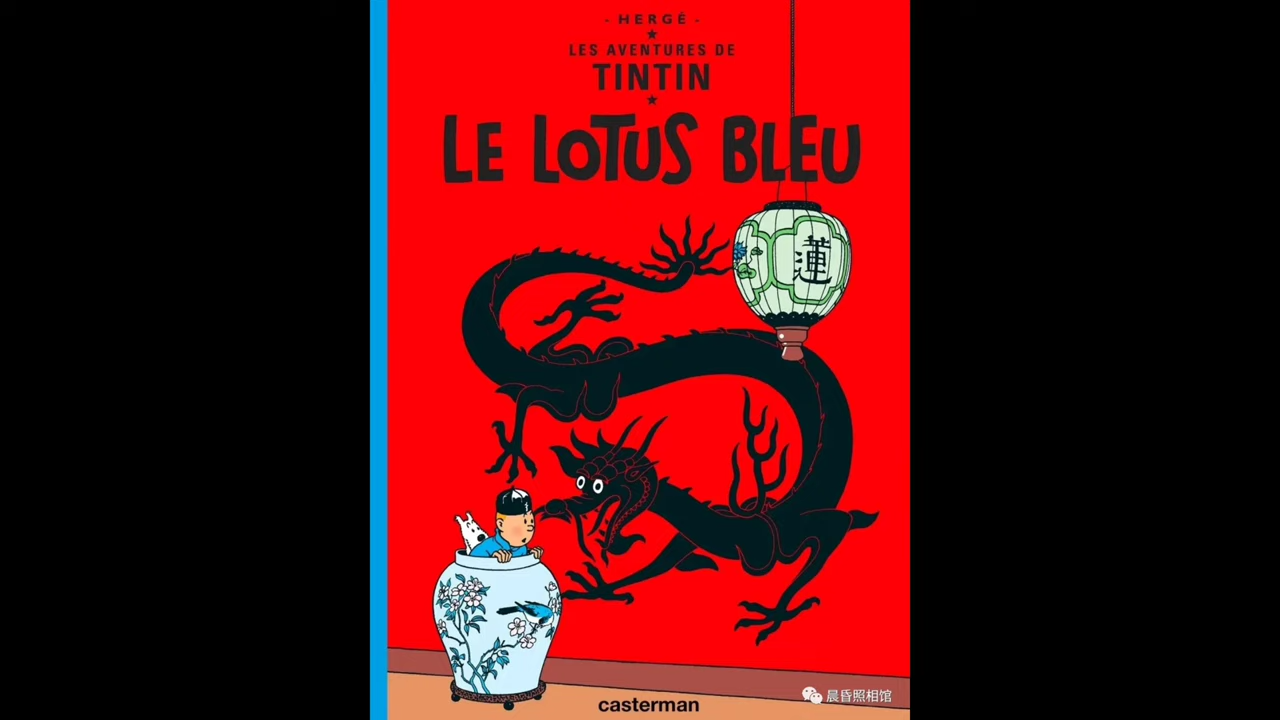 - HERGÉ -
LES AVENTURES DE
TINTIN
LE LOTUS BLEU
蓮
casterman
晨昏照相馆